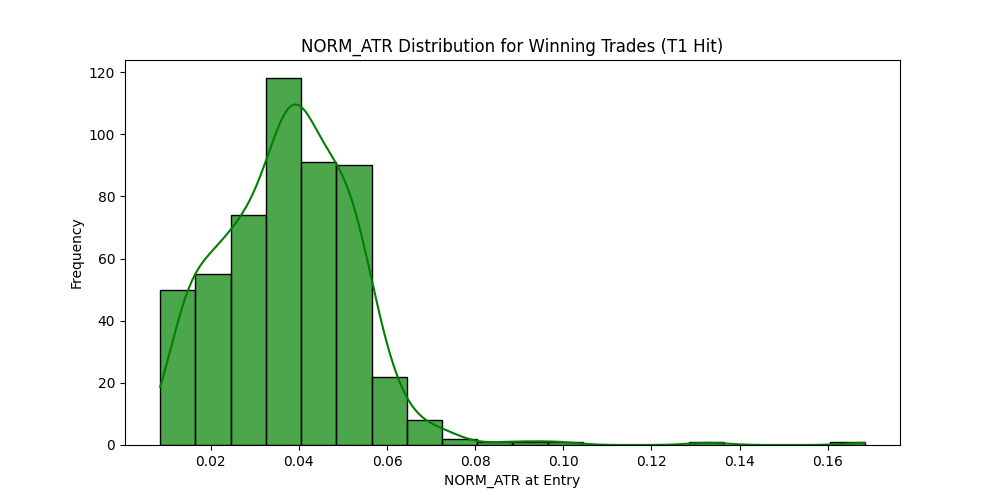 NORM_ATR Distribution for Winning Trades (T1 Hit)
120
100
80
60
40
20
0
Frequency
0.02 0.04 0.06 0.08 0.10 0.12 0.14 0.16
NORM_ATR at Entry